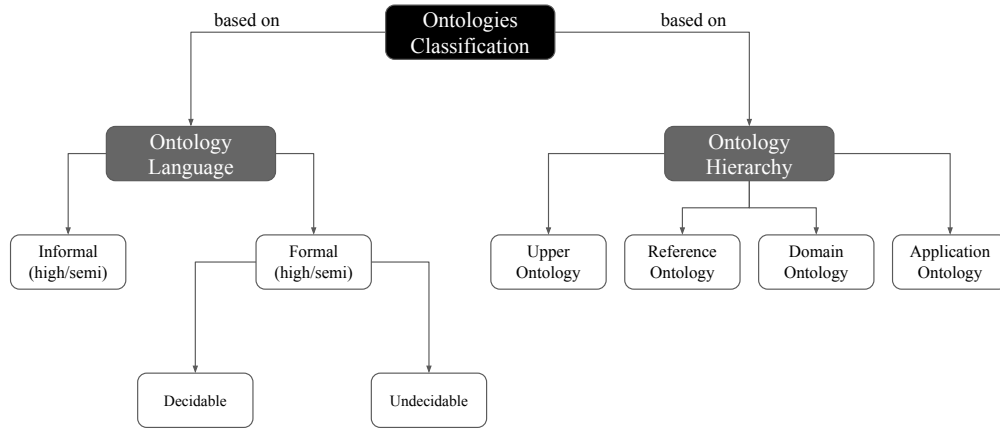 based on
Ontologies
Classification
based on
Ontology
Language
Ontology
Hierarchy
Informal
(high/semi)
Formal
(high/semi)
Upper
Ontology
Reference
Ontology
Domain
Ontology
Application
Ontology
Decidable
Undecidable